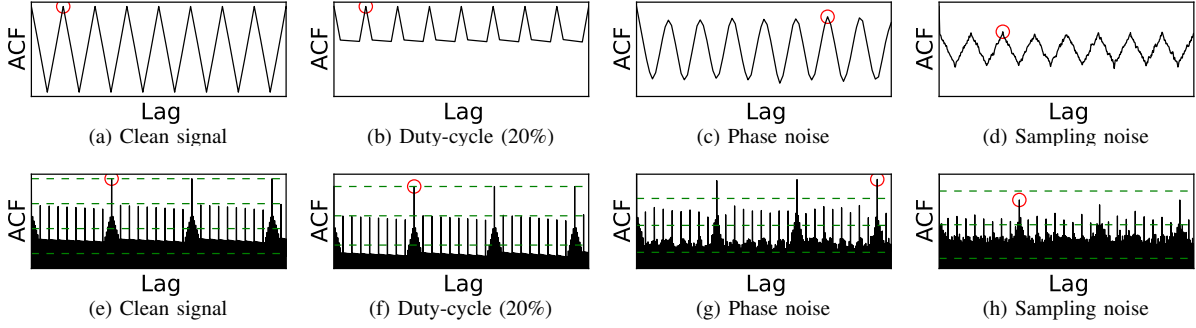 ACF
Lag
(a) Clean signal
ACF
Lag
(b) Duty-cycle (20%)
ACF
Lag
(c) Phase noise
ACF
Lag
(d) Sampling noise
ACF
Lag
(e) Clean signal
ACF
Lag
(f) Duty-cycle (20%)
ACF
Lag
(g) Phase noise
ACF
Lag
(h) Sampling noise